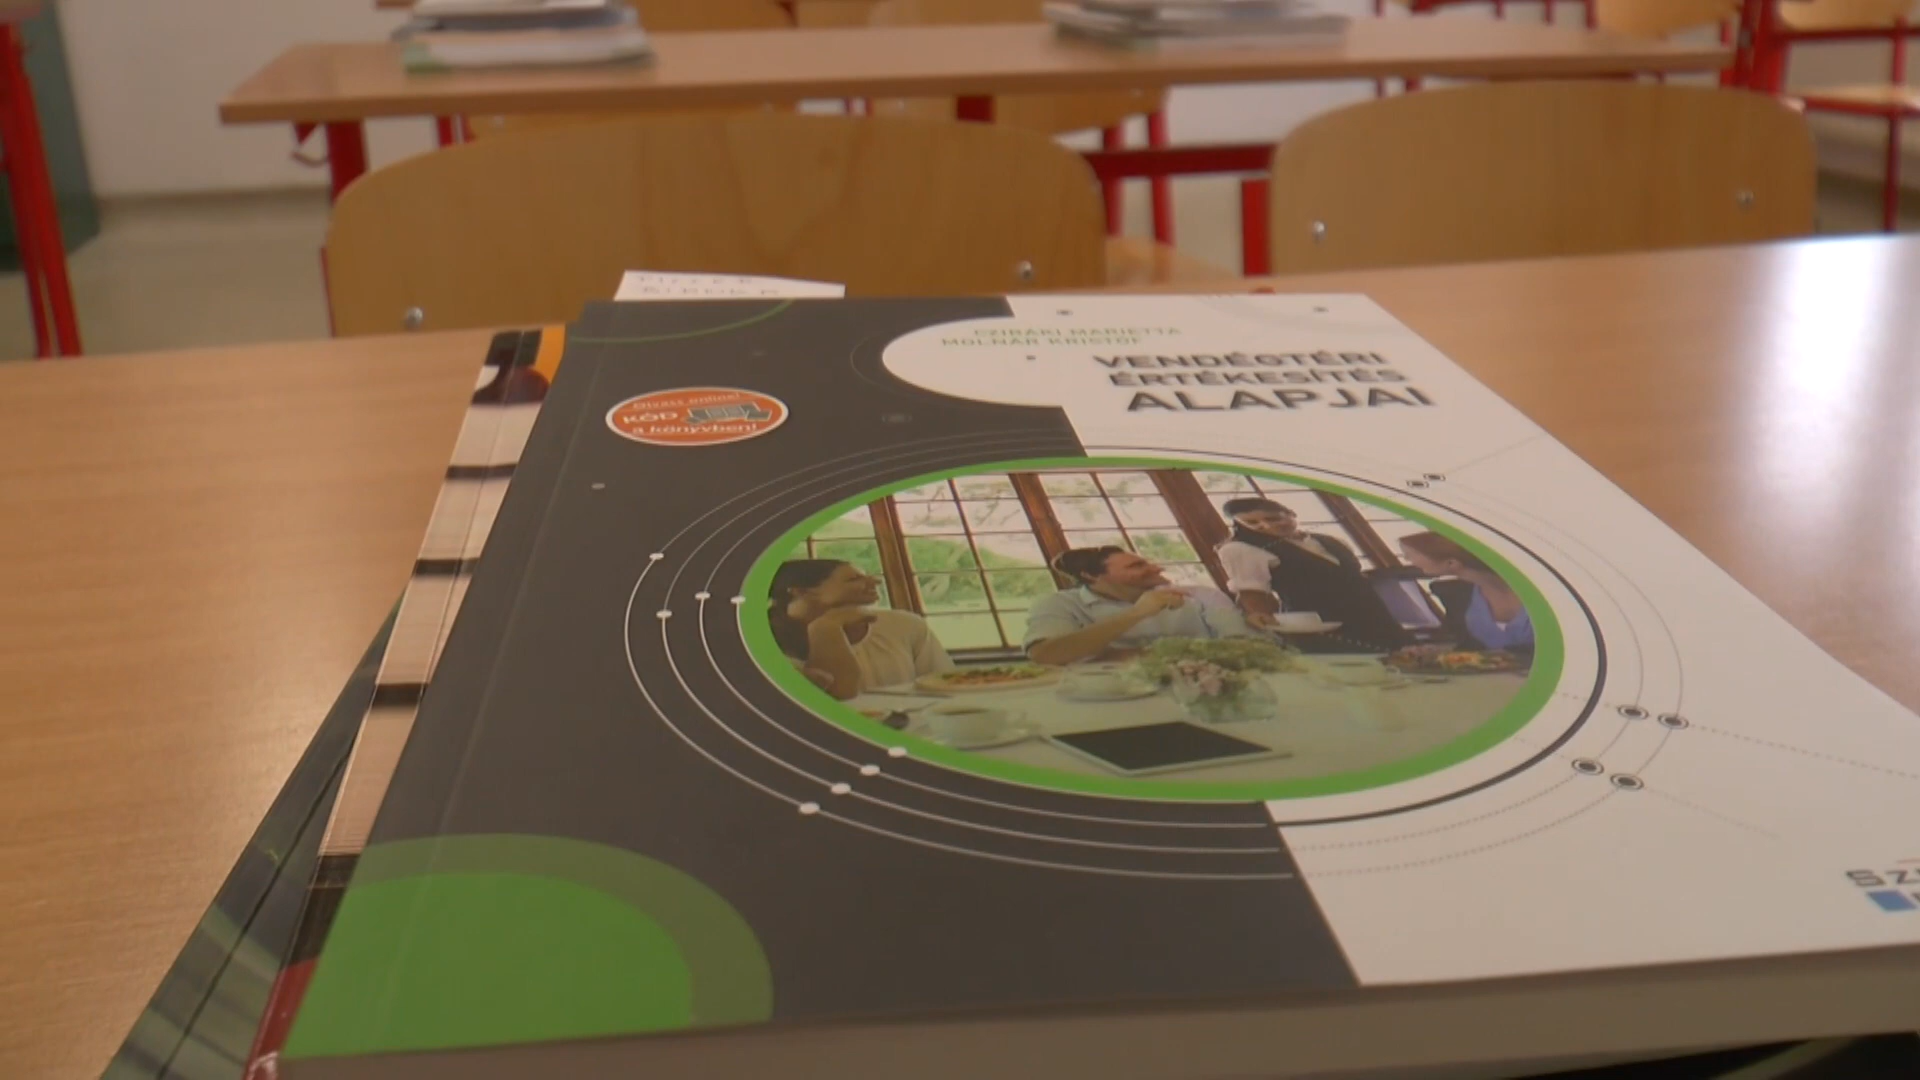 CZIRÁKI MARIETTA
MOLNÁR KRISTÓF
VENDÉGTÉRI
ÉRTÉKESÍTÉS
ALAPJAI
Olvass online!
KÓD
a könyvben!